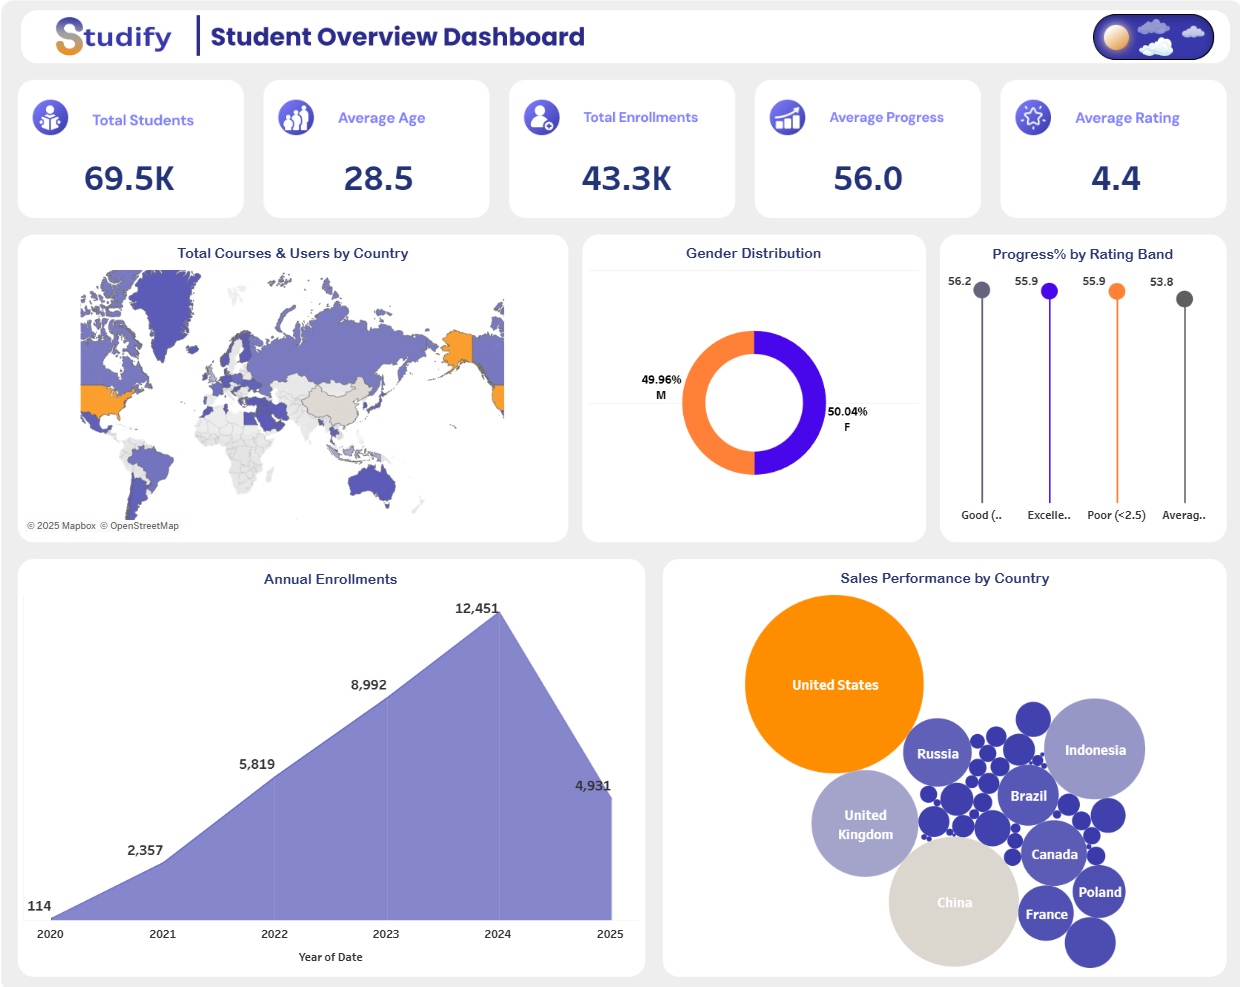 Studify
Student Overview Dashboard
Total Students
69.5K
Average Age
28.5
Total Enrollments
43.3K
Average Progress
56.0
Average Rating
4.4
Total Courses & Users by Country
© 2025 Mapbox © OpenStreetMap
Gender Distribution
49.96%
M
50.04%
F
Progress% by Rating Band
56.2
55.9
55.9
53.8
Good (..
Excelle..
Poor (<2.5)
Averag..
Annual Enrollments
12,451
8,992
5,819
4,931
2,357
114
2020
2021
2022
2023
2024
2025
Year of Date
Sales Performance by Country
United States
Russia
Indonesia
Brazil
United
Kingdom
Canada
Poland
China
France